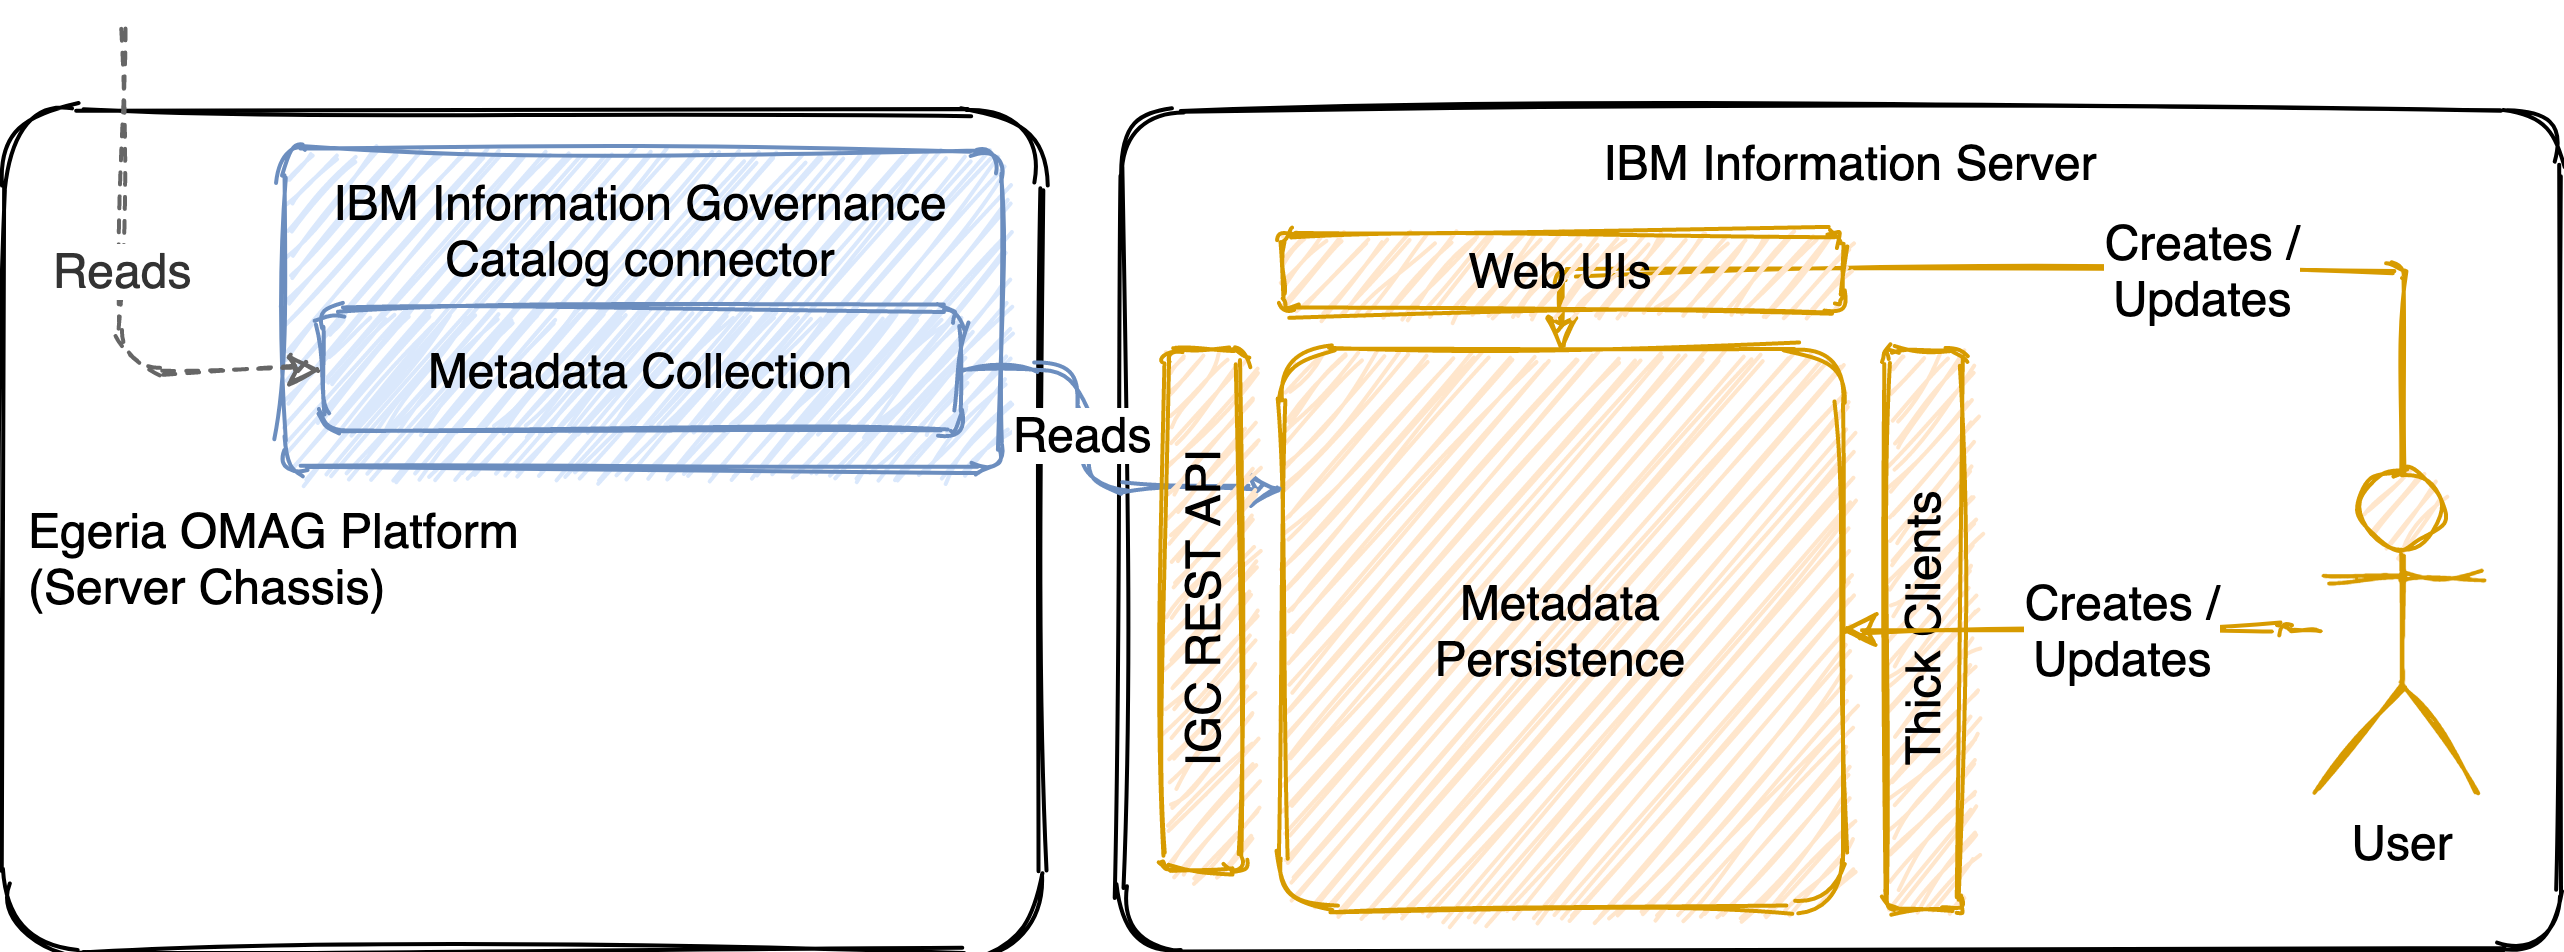 Reads
IBM Information Governance
Catalog connector
Metadata Collection
Reads
Egeria OMAG Platform
(Server Chassis)
IBM Information Server
Web UIs
Creates /
Updates
IGC REST API
Metadata
Persistence
Thick Clients
Creates /
Updates
User